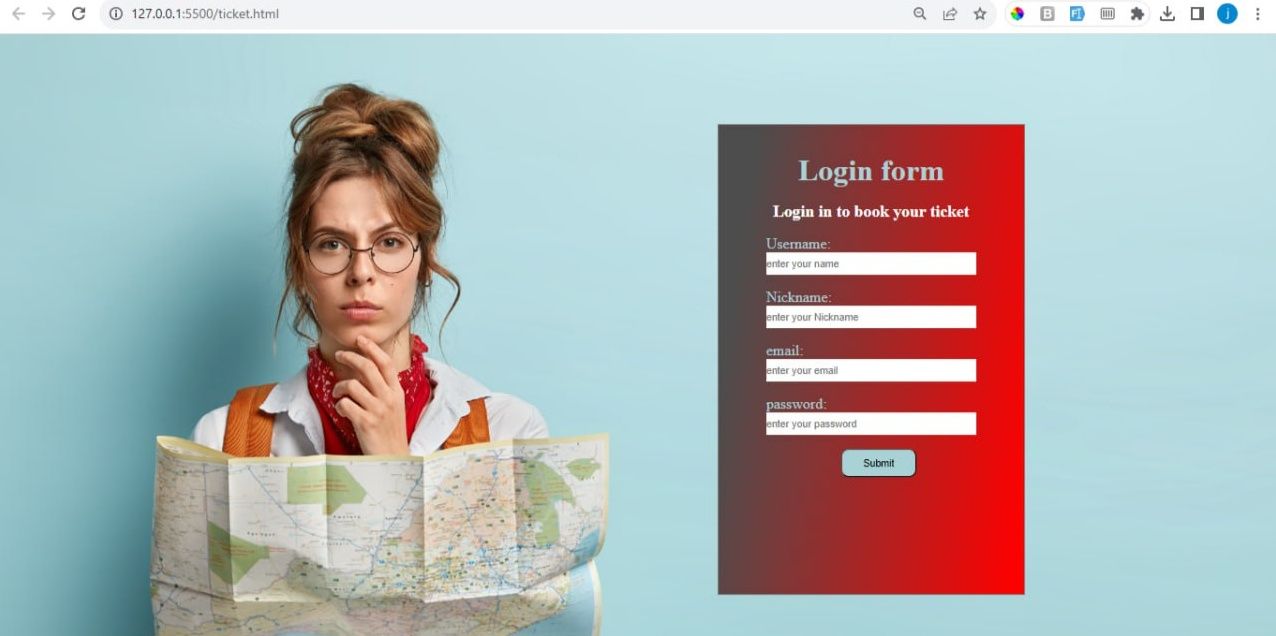 127.0.0.1:5500/ticket.html
j
Login form
Login in to book your ticket
Username:
enter your name
Nickname:
enter your Nickname
email:
enter your email
password:
enter your password
Submit